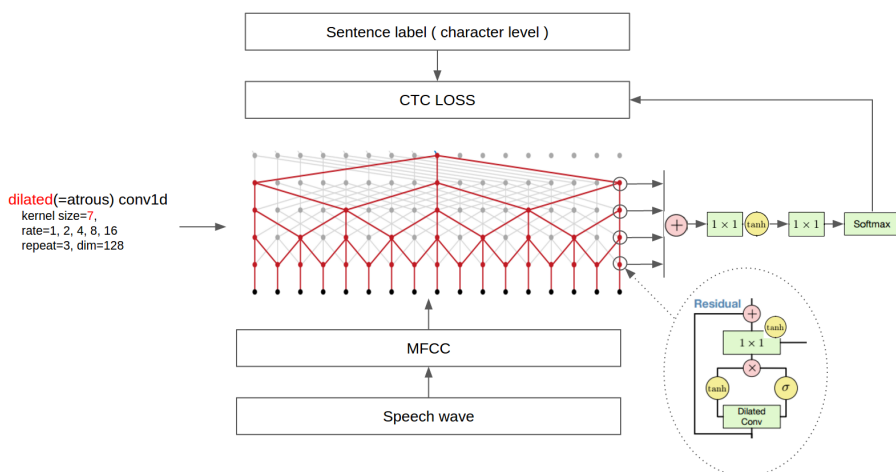 Sentence label ( character level )
CTC LOSS
dilated(=atrous) conv1d
kernel size=7,
rate=1, 2, 4, 8, 16
repeat=3, dim=128
+
1 × 1
tanh
1 × 1
Softmax
MFCC
Speech wave
Residual
+
tanh
1 × 1
×
tanh
σ
Dilated
Conv